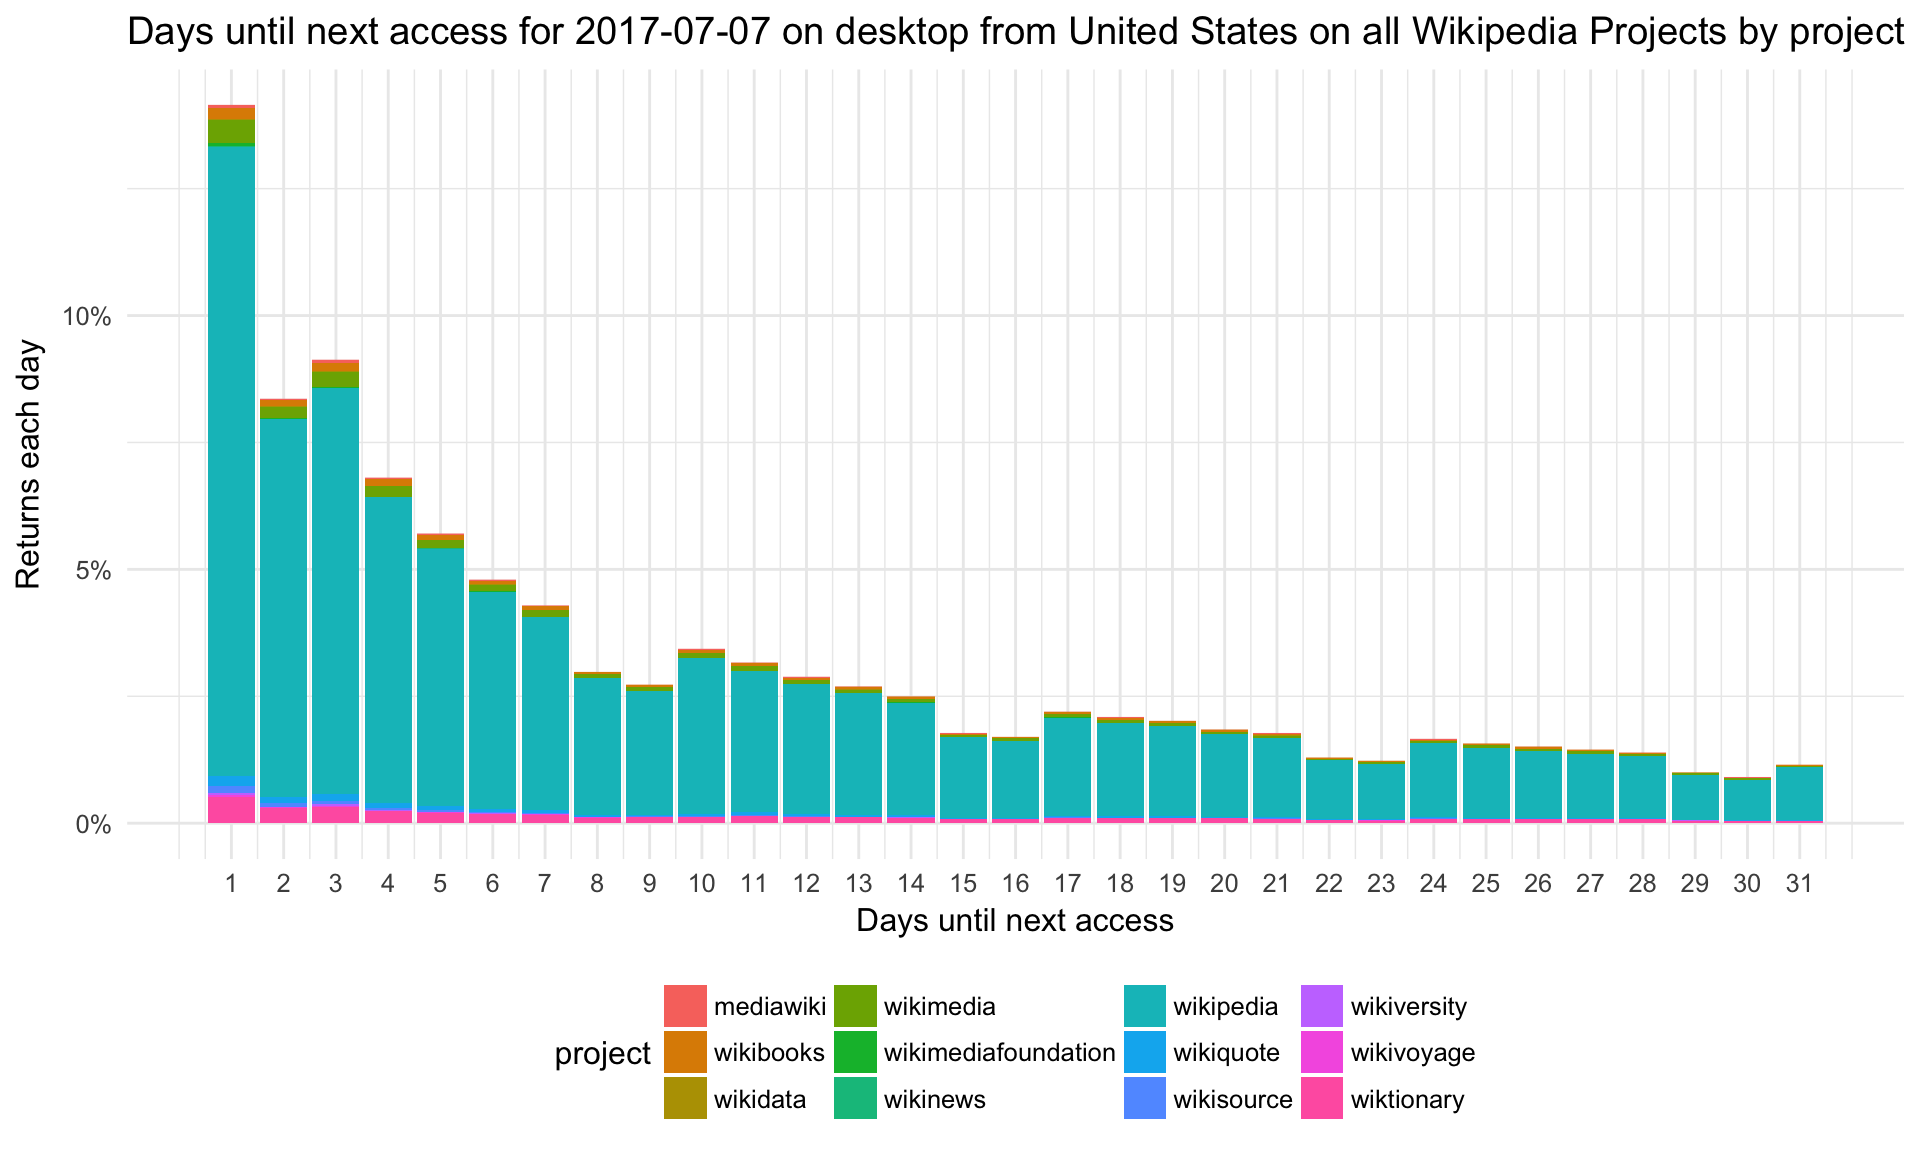 Days until next access for 2017-07-07 on desktop from United States on all Wikipedia Projects by project
Returns each day
10%
5%
0%
1 2 3 4 5 6 7 8 9 10 11 12 13 14 15 16 17 18 19 20 21 22 23 24 25 26 27 28 29 30 31
Days until next access
project
mediawiki wikimedia wikipedia wikiversity
wikibooks wikimediafoundation wikiquote wikivoyage
wikidata wikinews wikisource wiktionary